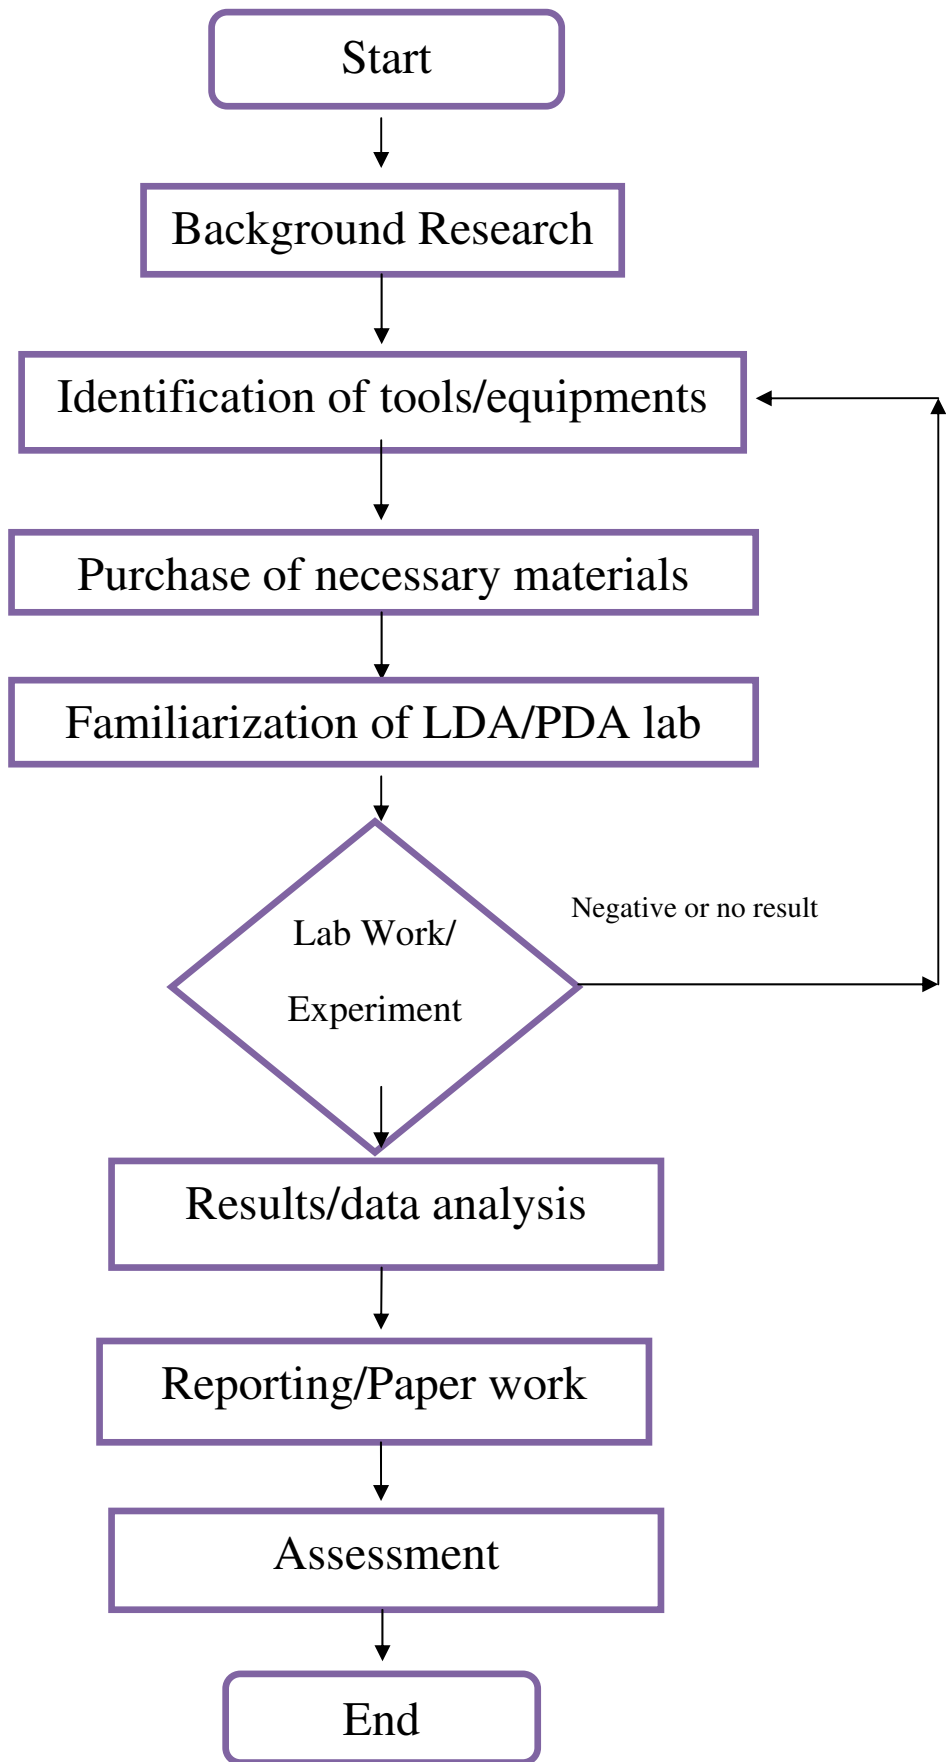 Start
Background Research
Identification of tools/equipments
Purchase of necessary materials
Familiarization of LDA/PDA lab
Negative or no result
Lab Work/
Experiment
Results/data analysis
Reporting/Paper work
Assessment
End